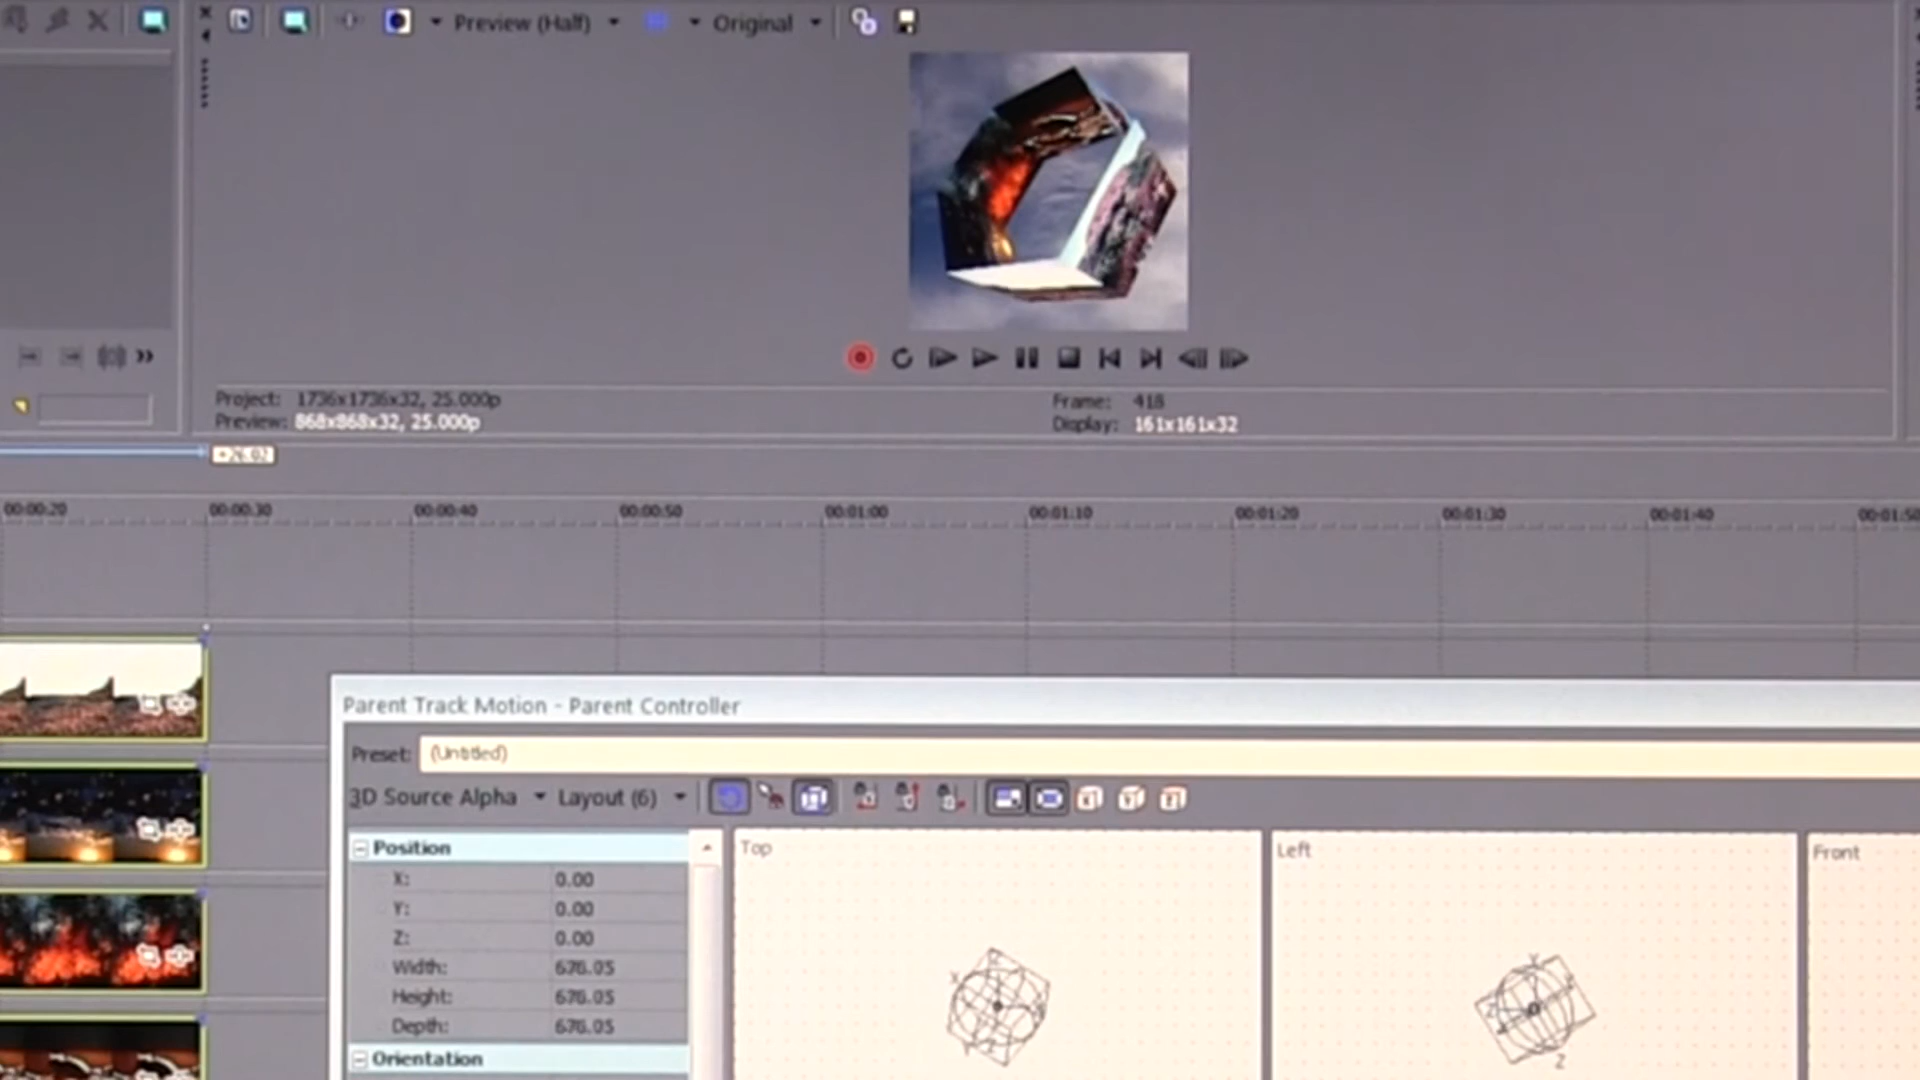 Preview (Half)
Original
Project: 1736x1736x32, 25.000p
Frame: 418
Preview: 868x868x32, 25.000p
Display: 161x161x32
+26.02
00:00:20
00:00:30
00:00:40
00:00:50
00:01:00
00:01:10
00:01:20
00:01:30
00:01:40
00:01:50
Parent Track Motion - Parent Controller
Preset: (Untitled)
3D Source Alpha
Layout (6)
Position
Top
Left
Front
X: 0.00
Y: 0.00
Z: 0.00
Width: 676.05
Height: 676.05
Depth: 676.05
Orientation